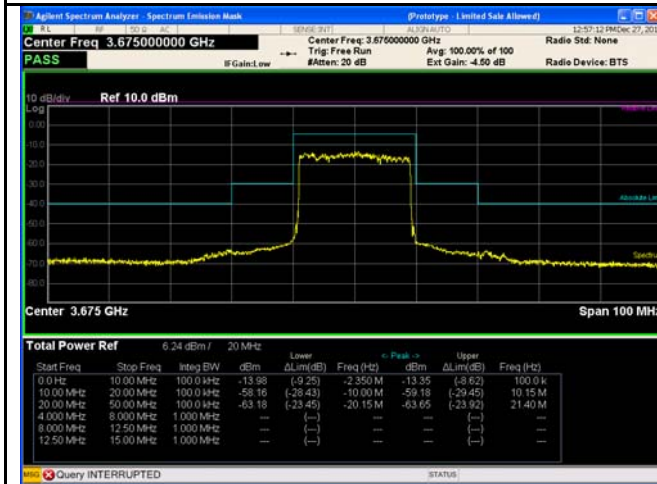 Agilent Spectrum Analyzer - Spectrum Emission Mask (Prototype - Limited Sale Allowed)
RL RF 50 Ω AC SENSE:INT ALIGN AUTO 12:57:12 PM Dec 27, 201
Center Freq 3.675000000 GHz
Center Freq: 3.675000000 GHz
Radio Std: None
PASS
Trig: Free Run Avg: 100.00% of 100
IFGain:Low #Atten: 20 dB Ext Gain: -4.50 dB Radio Device: BTS
10 dB/div Ref 10.0 dBm
Log
0.00
-10.0
-20.0
-30.0
-40.0
Absolute Lim
-50.0
-60.0
Spectru
-70.0
-80.0
Center 3.675 GHz Span 100 MHz
Total Power Ref 6.24 dBm / 20 MHz
Lower <- Peak -> Upper
Start Freq Stop Freq Integ BW dBm ΔLim(dB) Freq (Hz) dBm ΔLim(dB) Freq (Hz)
0.0 Hz 10.00 MHz 100.0 kHz -13.98 (-9.25) -2.350 M -13.35 (-8.62) 100.0 k
10.00 MHz 20.00 MHz 100.0 kHz -58.16 (-28.43) -10.00 M -59.18 (-29.45) 10.15 M
20.00 MHz 50.00 MHz 100.0 kHz -63.18 (-23.45) -20.15 M -63.65 (-23.92) 21.40 M
4.000 MHz 8.000 MHz 1.000 MHz --- (---) --- --- (---) ---
8.000 MHz 12.50 MHz 1.000 MHz --- (---) --- --- (---) ---
12.50 MHz 15.00 MHz 1.000 MHz --- (---) --- --- (---) ---
MSG Query INTERRUPTED STATUS